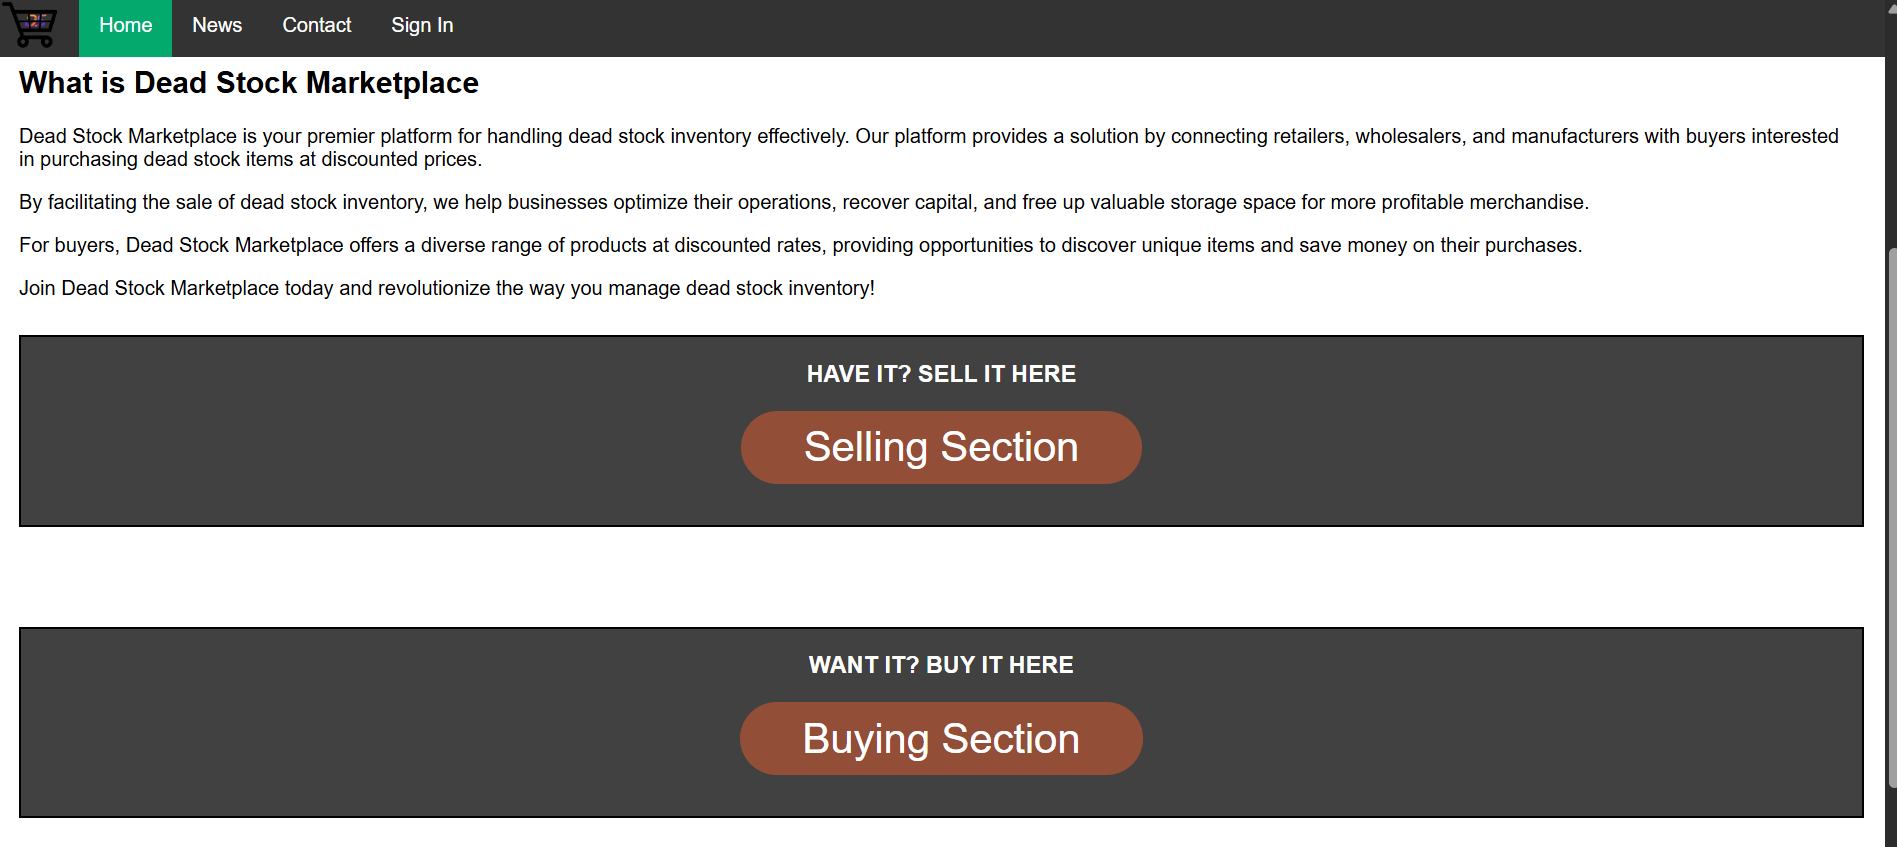 Home News Contact Sign In
What is Dead Stock Marketplace
Dead Stock Marketplace is your premier platform for handling dead stock inventory effectively. Our platform provides a solution by connecting retailers, wholesalers, and manufacturers with buyers interested
in purchasing dead stock items at discounted prices.
By facilitating the sale of dead stock inventory, we help businesses optimize their operations, recover capital, and free up valuable storage space for more profitable merchandise.
For buyers, Dead Stock Marketplace offers a diverse range of products at discounted rates, providing opportunities to discover unique items and save money on their purchases.
Join Dead Stock Marketplace today and revolutionize the way you manage dead stock inventory!
HAVE IT? SELL IT HERE
Selling Section
WANT IT? BUY IT HERE
Buying Section